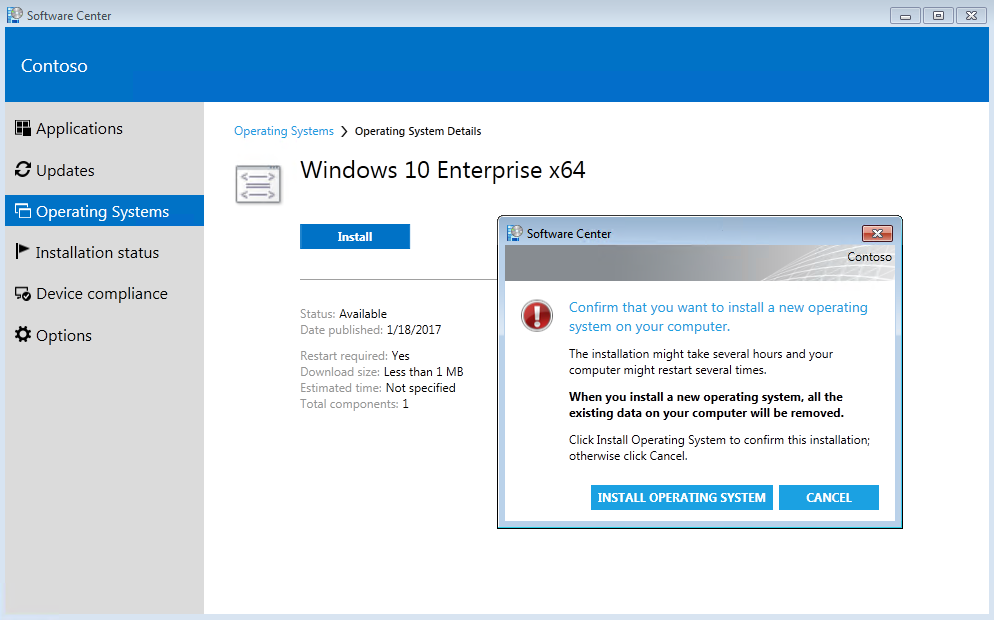 Software Center
Contoso
Applications
Updates
Operating Systems
Installation status
Device compliance
Options
Operating Systems > Operating System Details
Windows 10 Enterprise x64
Install
Status: Available
Date published: 1/18/2017
Restart required: Yes
Download size: Less than 1 MB
Estimated time: Not specified
Total components: 1
Software Center
Contoso
Confirm that you want to install a new operating
system on your computer.
The installation might take several hours and your
computer might restart several times.
When you install a new operating system, all the
existing data on your computer will be removed.
Click Install Operating System to confirm this installation;
otherwise click Cancel.
INSTALL OPERATING SYSTEM
CANCEL